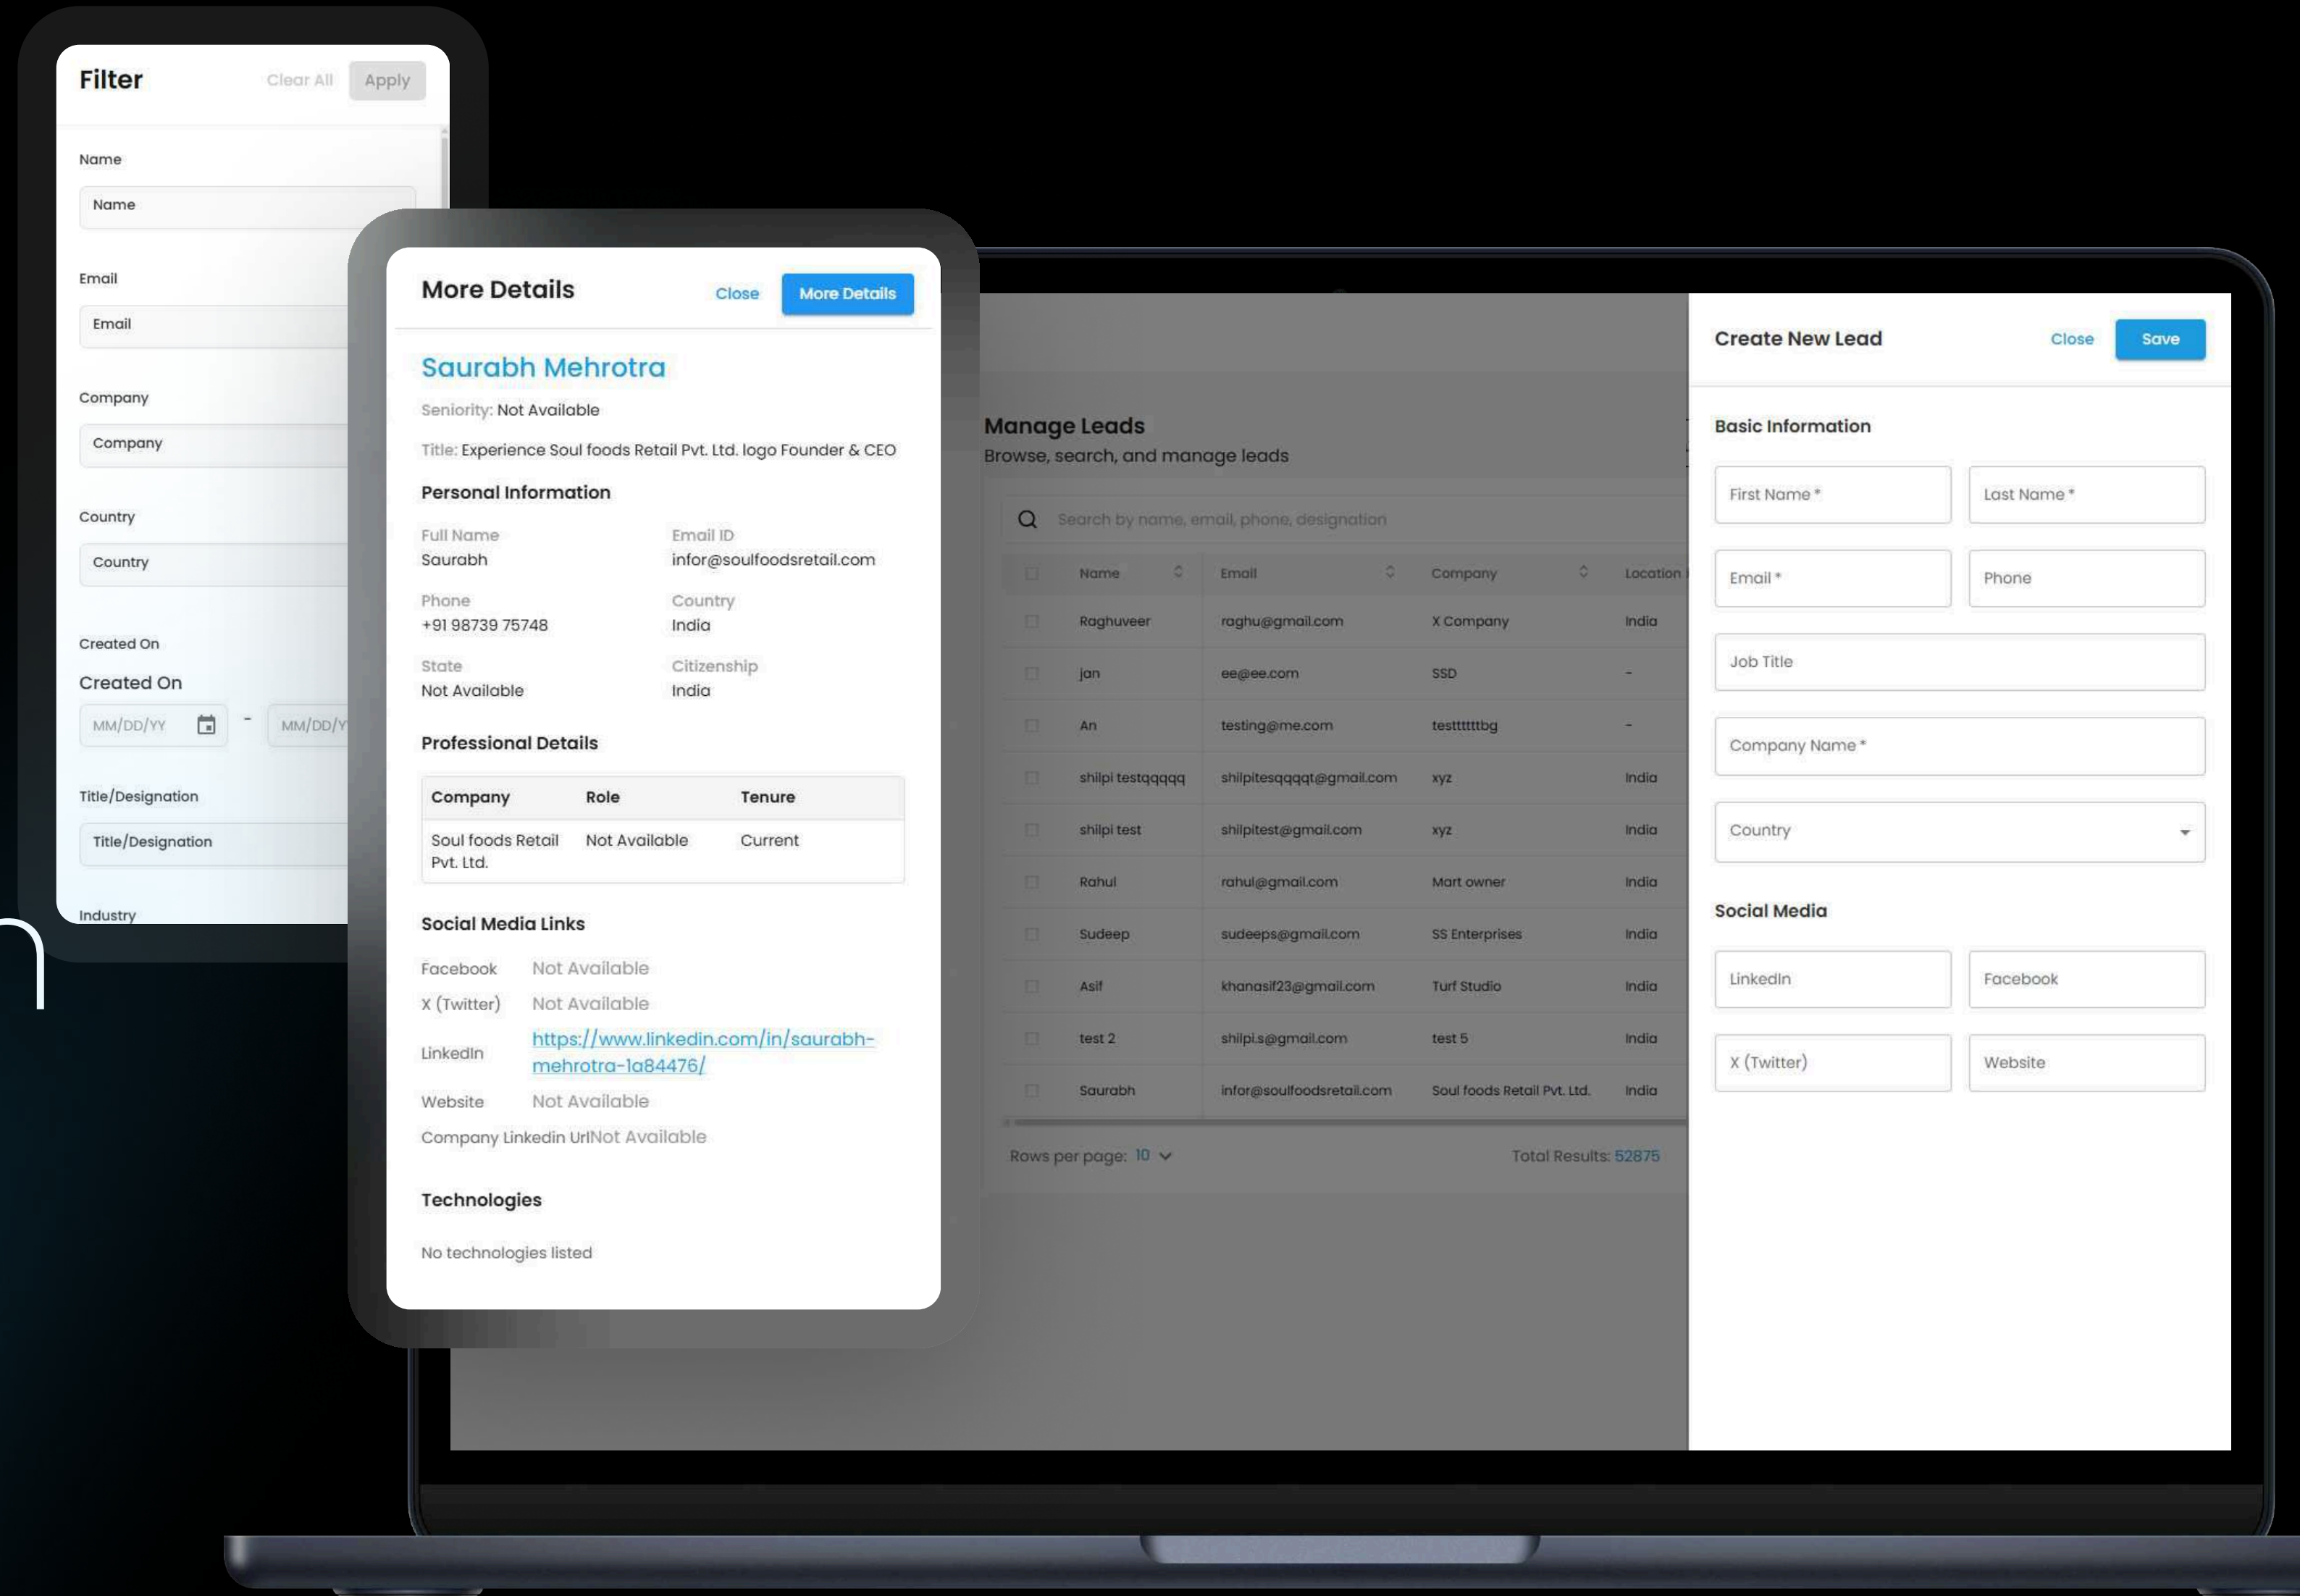 Filter
Clear All
Apply
Name
Name
Email
Email
Company
Company
Country
Country
Created On
Created On
MM/DD/YY - MM/DD/Y
Title/Designation
Title/Designation
Industry
More Details
Close
More Details
Saurabh Mehrotra
Seniority: Not Available
Title: Experience Soul foods Retail Pvt. Ltd. logo Founder & CEO
Personal Information
Full Name
Saurabh
Email ID
infor@soulfoodsretail.com
Phone
+91 98739 75748
Country
India
State
Not Available
Citizenship
India
Professional Details
Company Role Tenure
Soul foods Retail Not Available Current
Pvt. Ltd.
Social Media Links
Facebook Not Available
X (Twitter) Not Available
LinkedIn https://www.linkedin.com/in/saurabh-
mehrotra-1a84476/
Website Not Available
Company Linkedin UrlNot Available
Technologies
No technologies listed
Manage Leads
Browse, search, and manage leads
Search by name, email, phone, designation
Name Email Company Location
Raghuveer raghu@gmail.com X Company India
jan ee@ee.com SSD -
An testing@me.com testttttbg -
shilpi testqqqqq shilpitesqqqqt@gmail.com xyz India
shilpi test shilpitest@gmail.com xyz India
Rahul rahul@gmail.com Mart owner India
Sudeep sudeeps@gmail.com SS Enterprises India
Asif khanasif23@gmail.com Turf Studio India
test 2 shilpi.s@gmail.com test 5 India
Saurabh infor@soulfoodsretail.com Soul foods Retail Pvt. Ltd. India
Rows per page: 10
Total Results: 52875
Create New Lead
Close
Save
Basic Information
First Name *
Last Name *
Email *
Phone
Job Title
Company Name *
Country
Social Media
LinkedIn
Facebook
X (Twitter)
Website